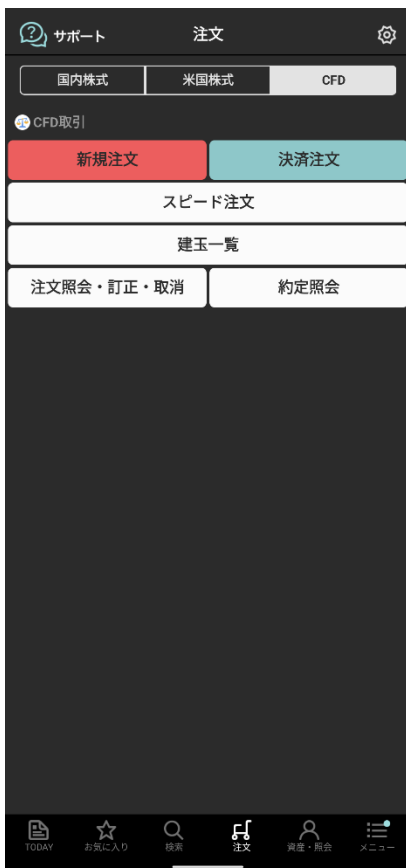 サポート 注文
国内株式 米国株式 CFD
CFD取引
新規注文 決済注文
スピード注文
建玉一覧
注文照会・訂正・取消 約定照会
TODAY お気に入り 検索 注文 資産・照会 メニュー